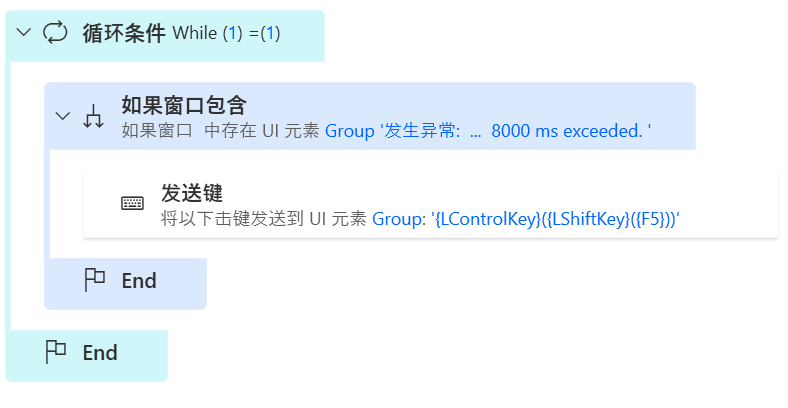 循环条件 While (1) =(1)
如果窗口包含
如果窗口 中存在 UI 元素 Group '发生异常: ... 8000 ms exceeded. '
发送键
将以下击键发送到 UI 元素 Group: '{LControlKey}({LShiftKey}({F5}))'
End
End